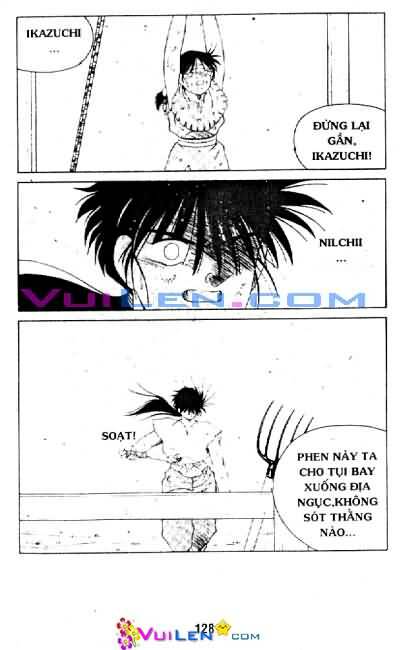 IKAZUCHI
...
ĐỪNG LẠI
GẦN,
IKAZUCHI!
NILCHII
...
VUILEN.COM
SOẠT!
PHEN NÀY TA
CHO TỤI BAY
XUỐNG ĐỊA
NGỤC,KHÔNG
SÓT THẰNG
NÀO...
128
VUILEN.COM